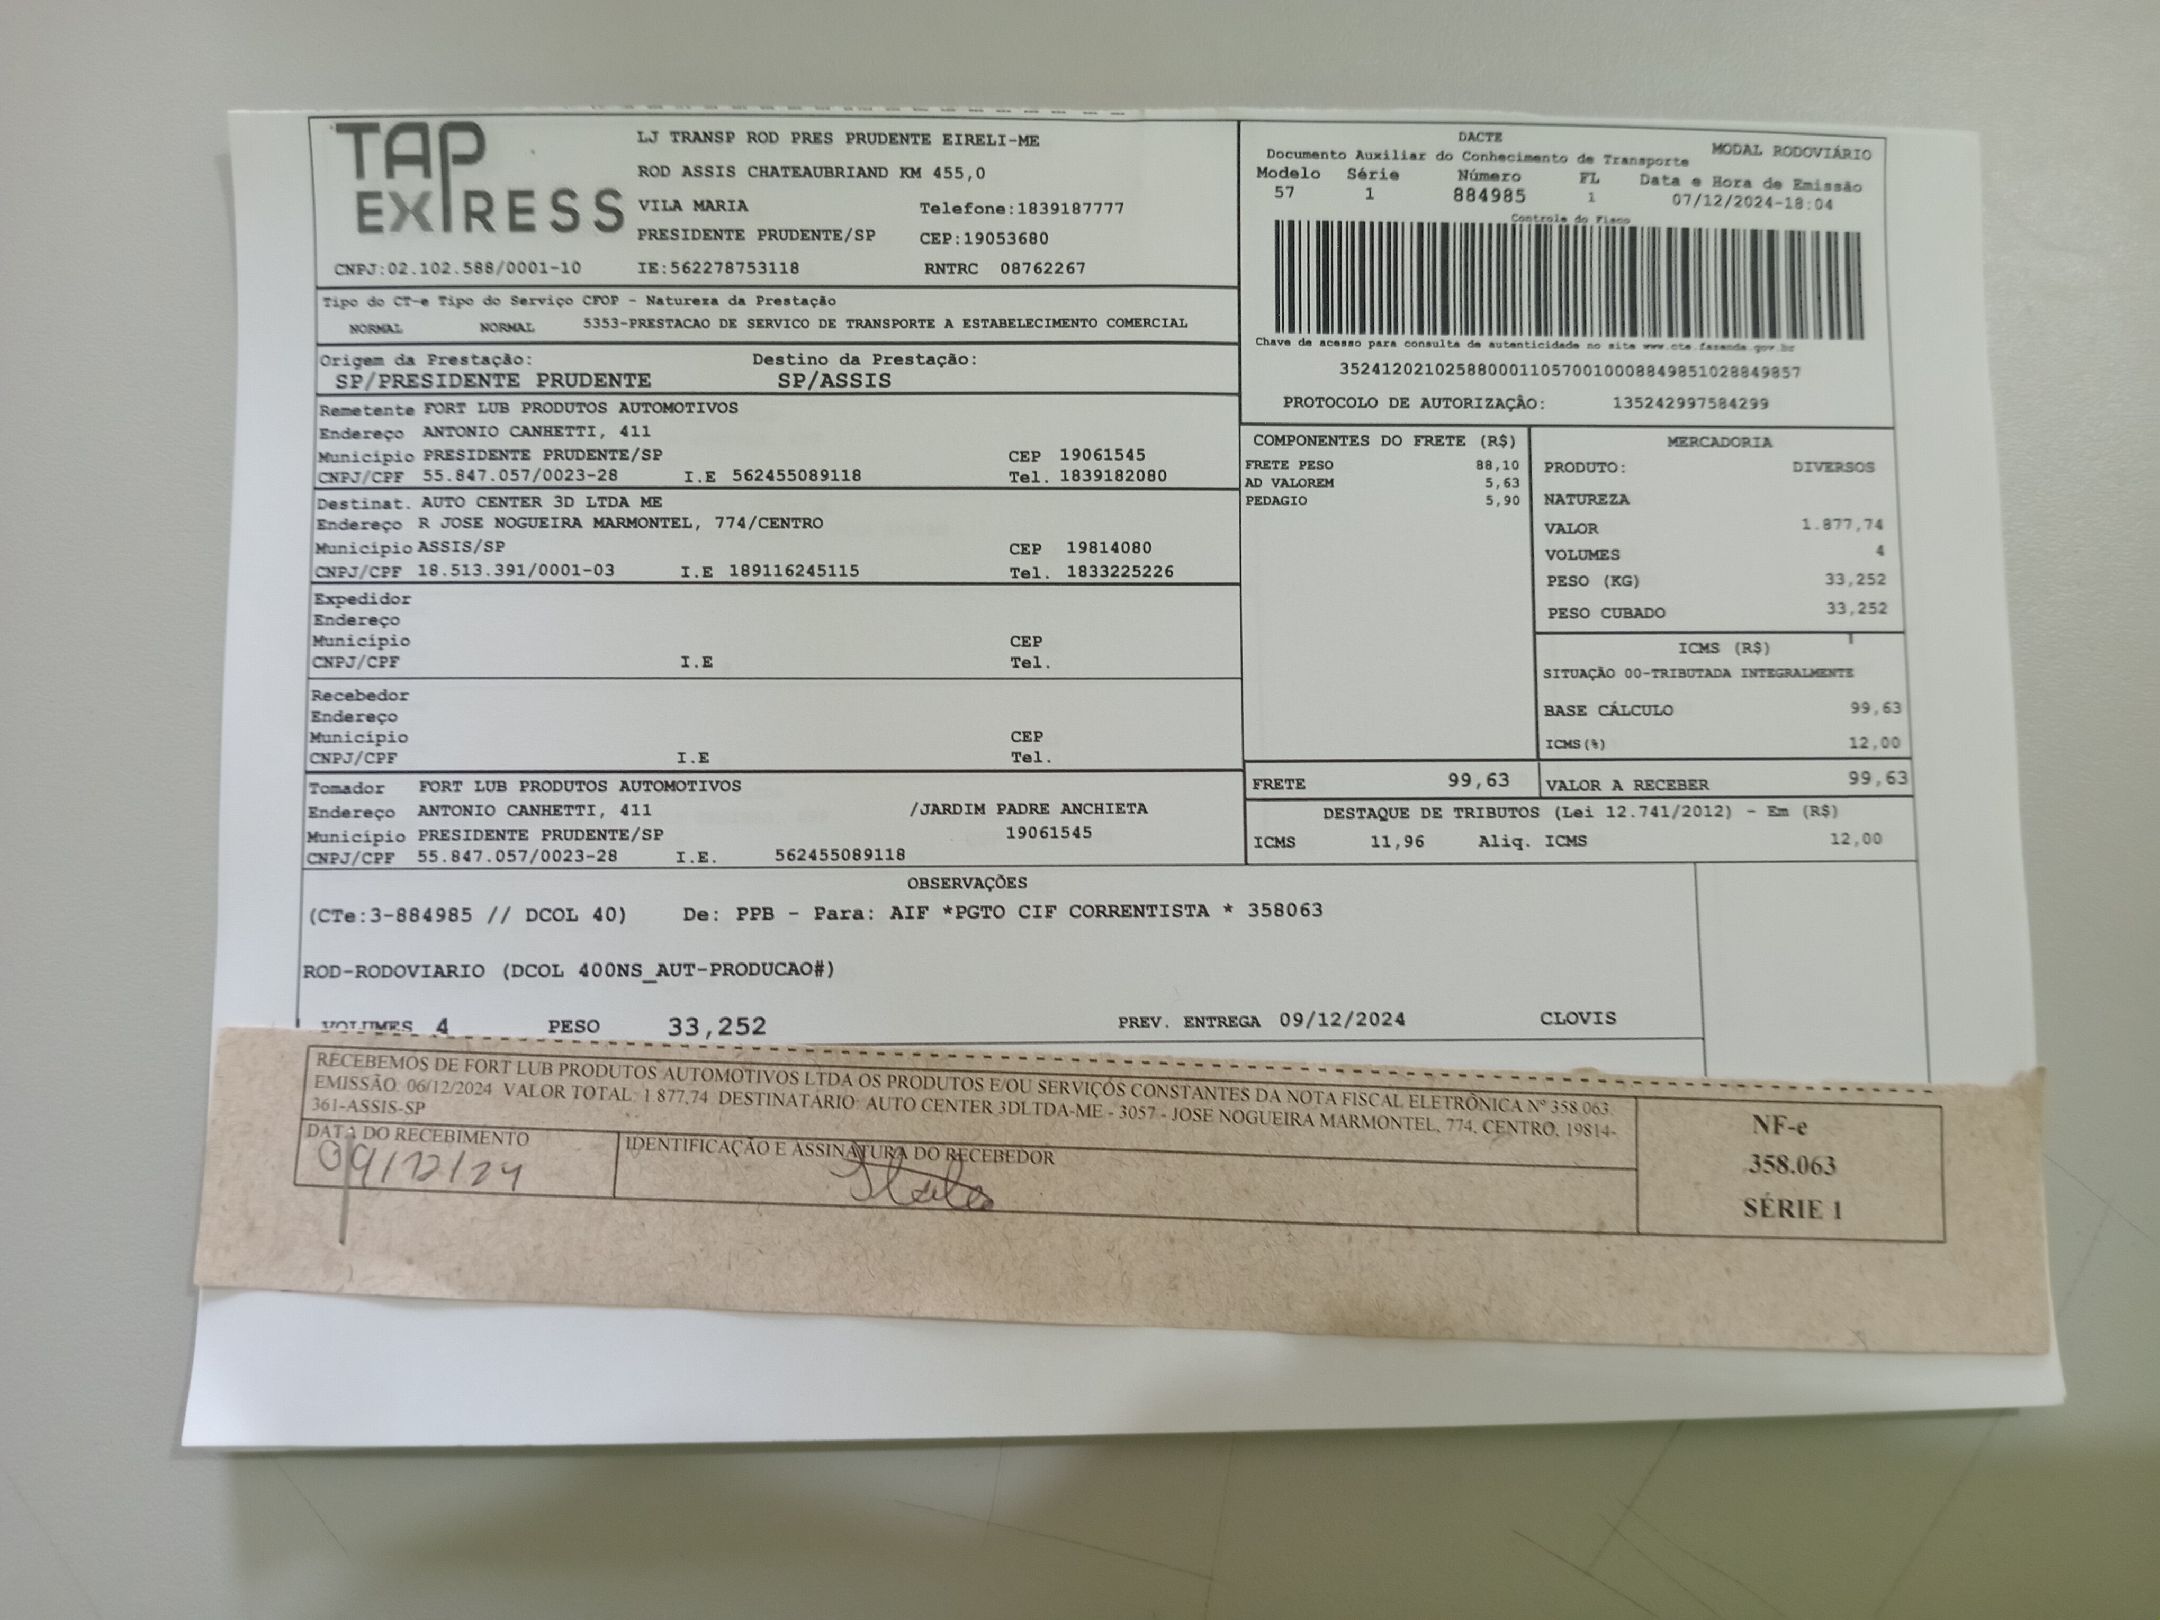 TAP EXPRESS
LJ TRANSP ROD PRES PRUDENTE EIRELI-ME
ROD ASSIS CHATEAUBRIAND KM 455,0
VILA MARIA Telefone:1839187777
PRESIDENTE PRUDENTE/SP CEP:19053680
CNPJ:02.102.588/0001-10 IE:562278753118 RNTRC 08762267
Tipo do CT-e Tipo do Serviço CFOP - Natureza da Prestação
NORMAL NORMAL 5353-PRESTACAO DE SERVICO DE TRANSPORTE A ESTABELECIMENTO COMERCIAL
Origem da Prestação: Destino da Prestação:
SP/PRESIDENTE PRUDENTE SP/ASSIS
Remetente FORT LUB PRODUTOS AUTOMOTIVOS
Endereço ANTONIO CANHETTI, 411
Município PRESIDENTE PRUDENTE/SP CEP 19061545
CNPJ/CPF 55.847.057/0023-28 I.E 562455089118 Tel. 1839182080
Destinat. AUTO CENTER 3D LTDA ME
Endereço R JOSE NOGUEIRA MARMONTEL, 774/CENTRO
Município ASSIS/SP CEP 19814080
CNPJ/CPF 18.513.391/0001-03 I.E 189116245115 Tel. 1833225226
Expedidor
Endereço
Município CEP
CNPJ/CPF I.E Tel.
Recebedor
Endereço
Município CEP
CNPJ/CPF I.E Tel.
Tomador FORT LUB PRODUTOS AUTOMOTIVOS
Endereço ANTONIO CANHETTI, 411 /JARDIM PADRE ANCHIETA
Município PRESIDENTE PRUDENTE/SP 19061545
CNPJ/CPF 55.847.057/0023-28 I.E. 562455089118
DACTE
Documento Auxiliar do Conhecimento de Transporte MODAL RODOVIÁRIO
Modelo Série Número FL Data e Hora de Emissão
57 1 884985 1 07/12/2024-18:04
Controle do Fisco
Chave de acesso para consulta de autenticidade no site www.cte.fazenda.gov.br
35241202102588000110570010008849851028849857
PROTOCOLO DE AUTORIZAÇÃO: 135242997584299
COMPONENTES DO FRETE (R$)
FRETE PESO 88,10
AD VALOREM 5,63
PEDAGIO 5,90
MERCADORIA
PRODUTO: DIVERSOS
NATUREZA
VALOR 1.877,74
VOLUMES 4
PESO (KG) 33,252
PESO CUBADO 33,252
ICMS (R$)
SITUAÇÃO 00-TRIBUTADA INTEGRALMENTE
BASE CÁLCULO 99,63
ICMS(%) 12,00
FRETE 99,63 VALOR A RECEBER 99,63
DESTAQUE DE TRIBUTOS (Lei 12.741/2012) - Em (R$)
ICMS 11,96 Aliq. ICMS 12,00
OBSERVAÇÕES
(CTe:3-884985 // DCOL 40) De: PPB - Para: AIF *PGTO CIF CORRENTISTA * 358063
ROD-RODOVIARIO (DCOL 400NS_AUT-PRODUCAO#)
VOLUMES 4 PESO 33,252 PREV. ENTREGA 09/12/2024 CLOVIS
RECEBEMOS DE FORT LUB PRODUTOS AUTOMOTIVOS LTDA OS PRODUTOS E/OU SERVIÇOS CONSTANTES DA NOTA FISCAL ELETRÔNICA Nº 358.063.
EMISSÃO: 06/12/2024 VALOR TOTAL: 1.877,74 DESTINATÁRIO: AUTO CENTER 3DLTDA-ME - 3057 - JOSE NOGUEIRA MARMONTEL, 774, CENTRO, 19814-
361-ASSIS-SP
DATA DO RECEBIMENTO IDENTIFICAÇÃO E ASSINATURA DO RECEBEDOR
09/12/24
NF-e
358.063
SÉRIE 1